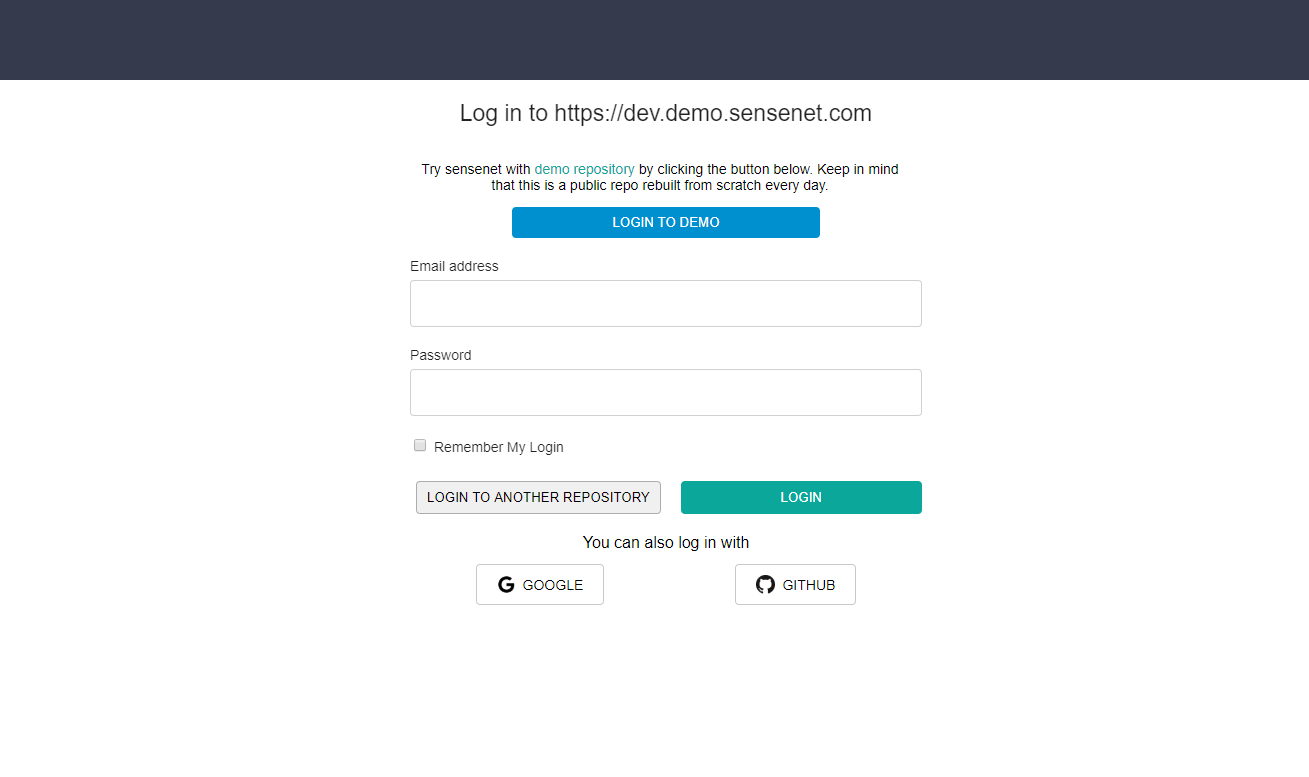 Log in to https://dev.demo.sensenet.com
Try sensenet with demo repository by clicking the button below. Keep in mind
that this is a public repo rebuilt from scratch every day.
LOGIN TO DEMO
Email address
Password
Remember My Login
LOGIN TO ANOTHER REPOSITORY
LOGIN
You can also log in with
GOOGLE
GITHUB